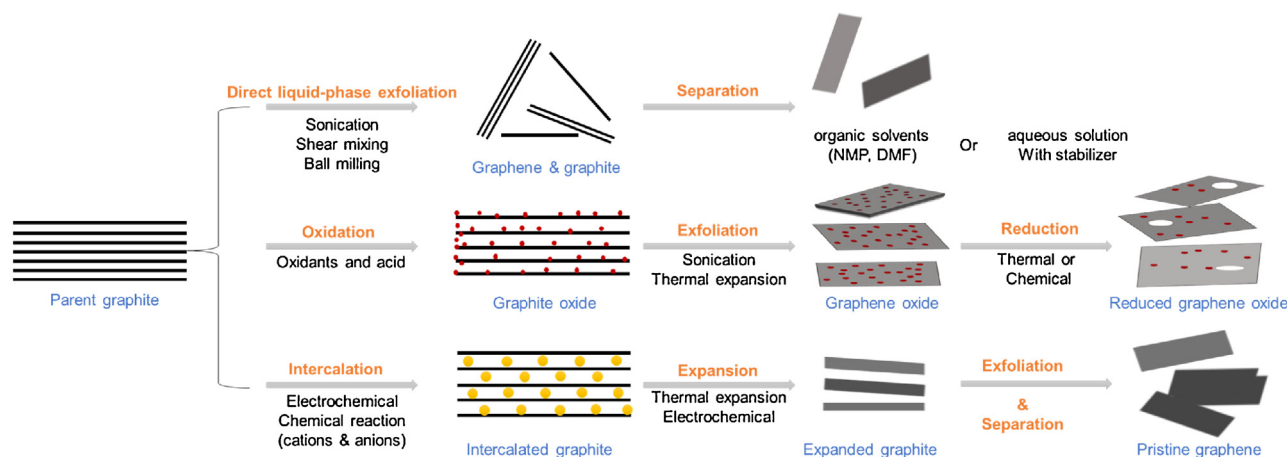 Direct liquid-phase exfoliation
Sonication
Shear mixing
Ball milling
Graphene & graphite
Separation
organic solvents
(NMP, DMF)
Or
aqueous solution
With stabilizer
Parent graphite
Oxidation
Oxidants and acid
Graphite oxide
Exfoliation
Sonication
Thermal expansion
Graphene oxide
Reduction
Thermal or
Chemical
Reduced graphene oxide
Intercalation
Electrochemical
Chemical reaction
(cations & anions)
Intercalated graphite
Expansion
Thermal expansion
Electrochemical
Expanded graphite
Exfoliation
&
Separation
Pristine graphene